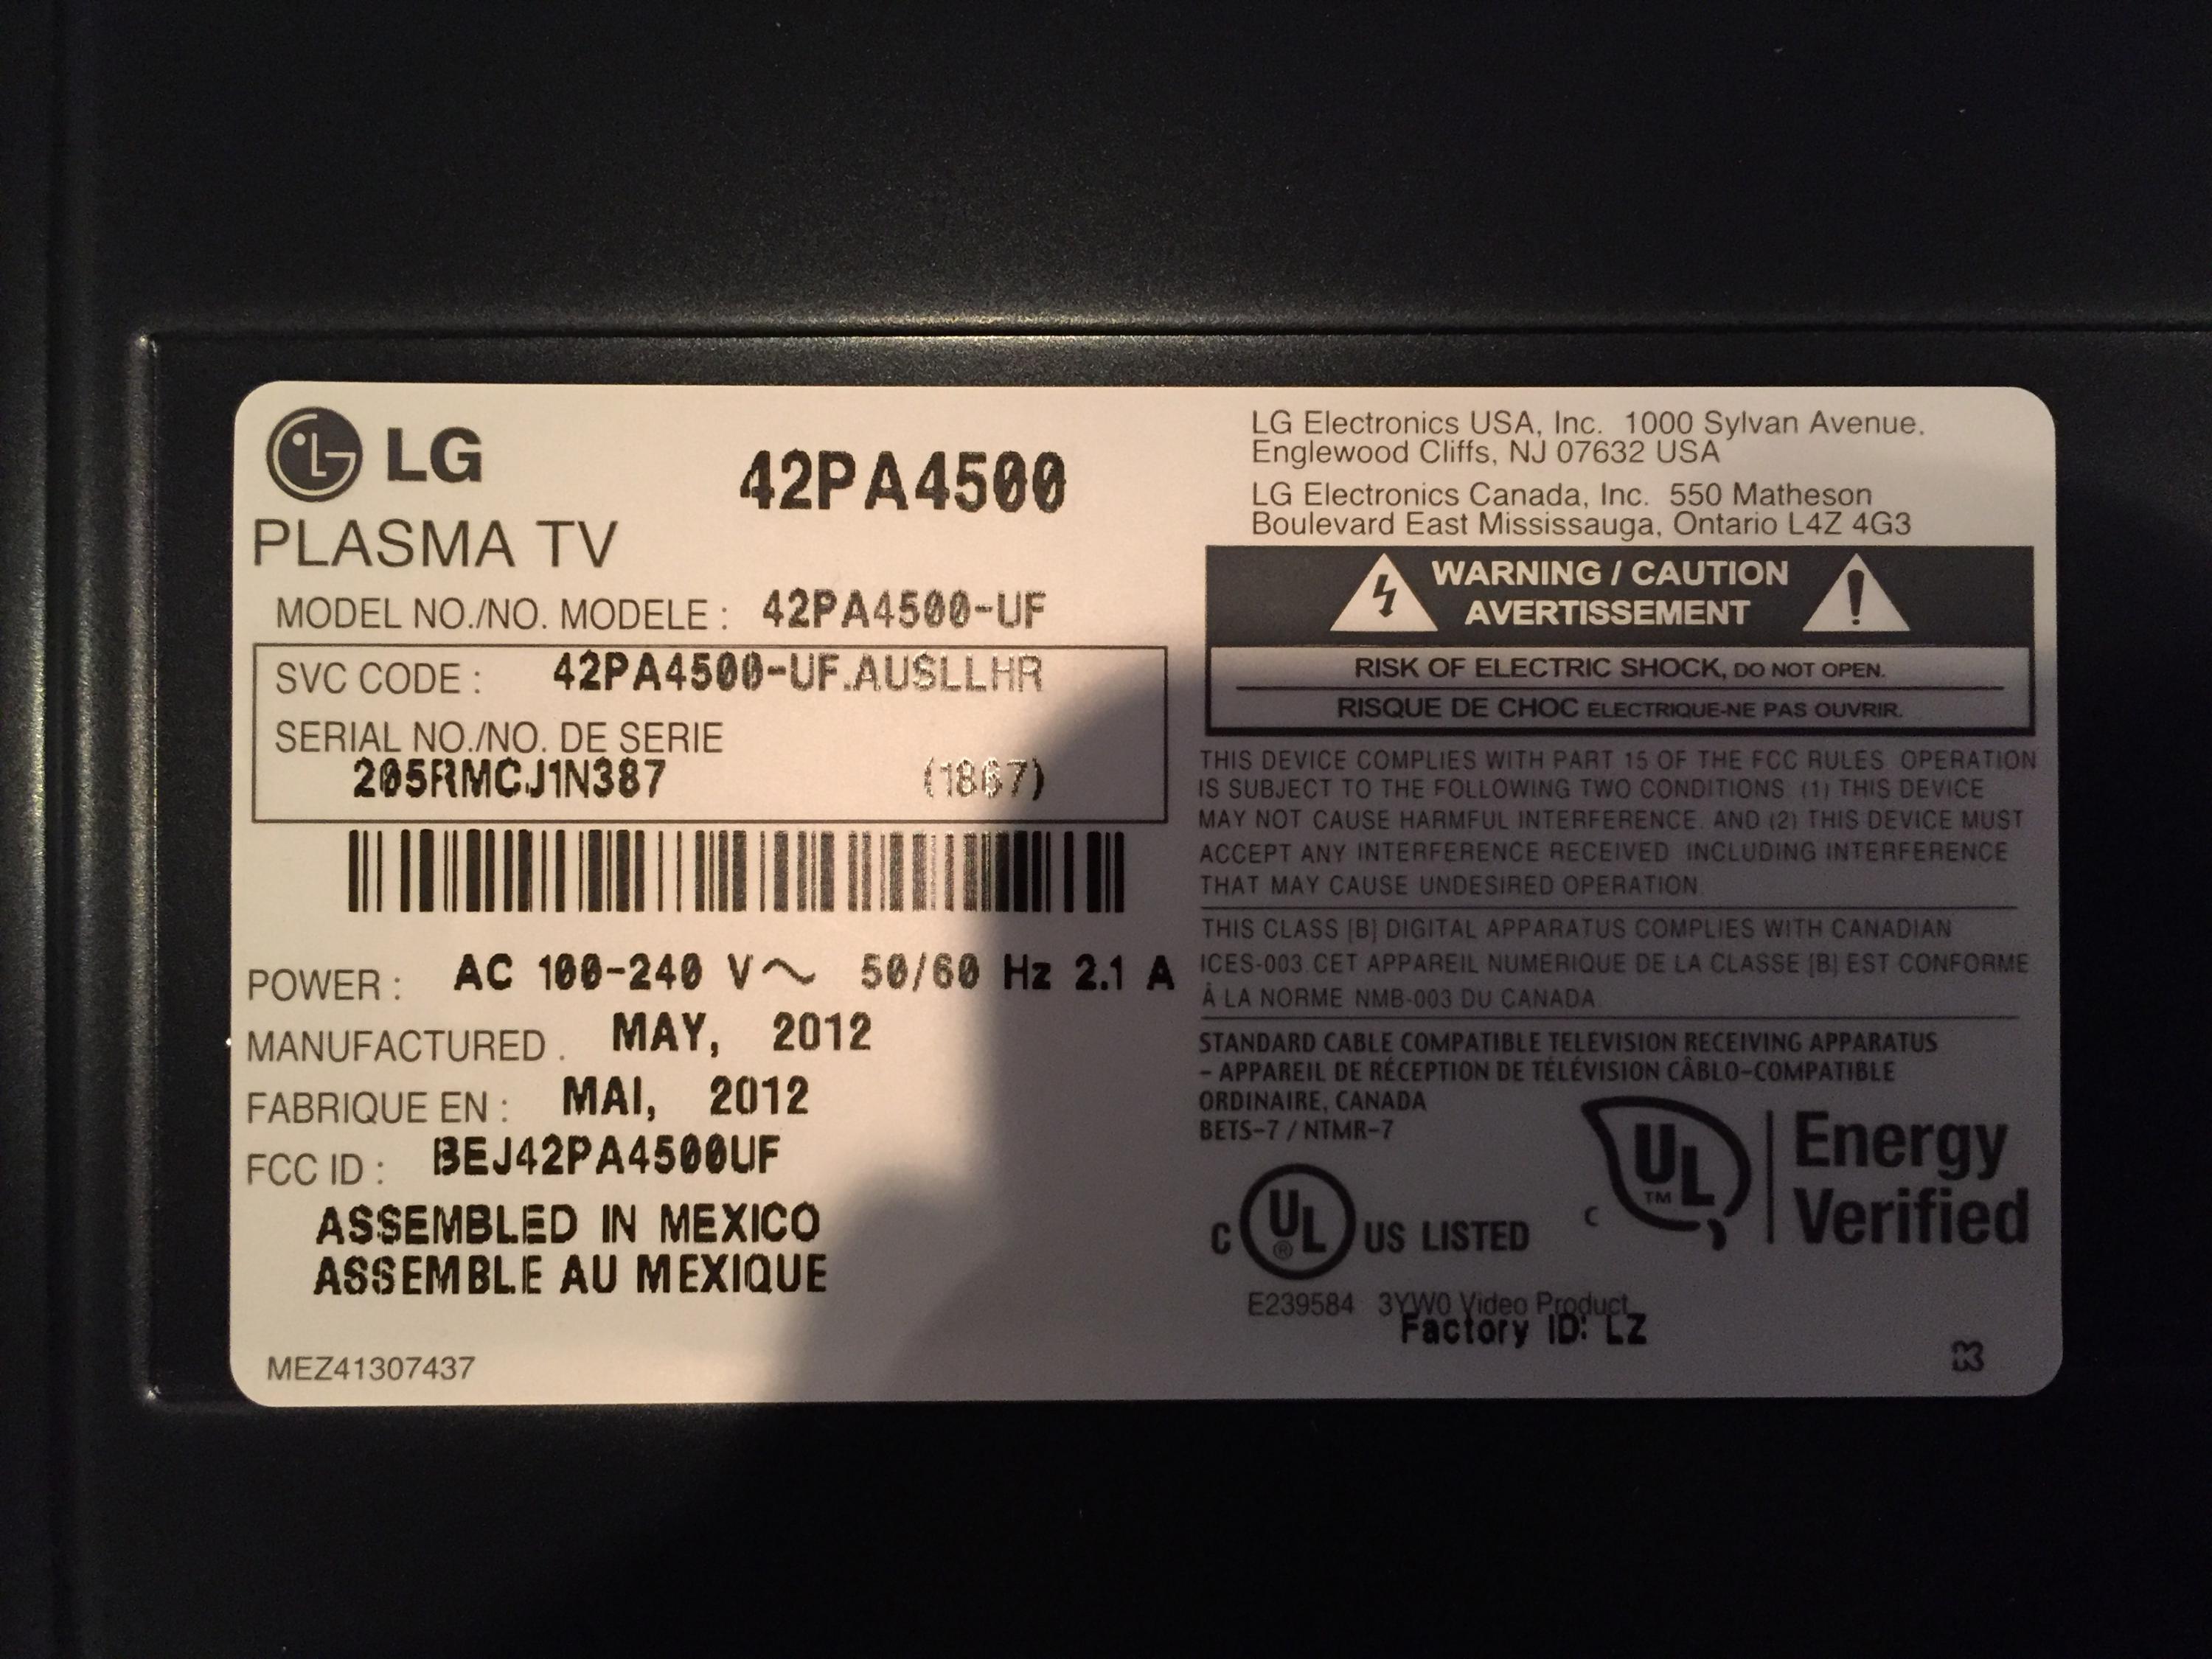 LG
42PA4500
PLASMA TV
MODEL NO./NO. MODELE : 42PA4500-UF
SVC CODE : 42PA4500-UF.AUSLLHR
SERIAL NO./NO. DE SERIE
205RMCJ1N387 (1867)
POWER : AC 100-240 V~ 50/60 Hz 2.1 A
MANUFACTURED . MAY, 2012
FABRIQUE EN : MAI, 2012
FCC ID : BEJ42PA4500UF
ASSEMBLED IN MEXICO
ASSEMBLE AU MEXIQUE
MEZ41307437
LG Electronics USA, Inc. 1000 Sylvan Avenue.
Englewood Cliffs, NJ 07632 USA
LG Electronics Canada, Inc. 550 Matheson
Boulevard East Mississauga, Ontario L4Z 4G3
WARNING / CAUTION
AVERTISSEMENT
RISK OF ELECTRIC SHOCK, DO NOT OPEN.
RISQUE DE CHOC ELECTRIQUE-NE PAS OUVRIR.
THIS DEVICE COMPLIES WITH PART 15 OF THE FCC RULES. OPERATION
IS SUBJECT TO THE FOLLOWING TWO CONDITIONS: (1) THIS DEVICE
MAY NOT CAUSE HARMFUL INTERFERENCE. AND (2) THIS DEVICE MUST
ACCEPT ANY INTERFERENCE RECEIVED. INCLUDING INTERFERENCE
THAT MAY CAUSE UNDESIRED OPERATION.
THIS CLASS [B] DIGITAL APPARATUS COMPLIES WITH CANADIAN
ICES-003.CET APPAREIL NUMERIQUE DE LA CLASSE [B] EST CONFORME
À LA NORME NMB-003 DU CANADA.
STANDARD CABLE COMPATIBLE TELEVISION RECEIVING APPARATUS
- APPAREIL DE RÉCEPTION DE TÉLÉVISION CÂBLO-COMPATIBLE
ORDINAIRE, CANADA
BETS-7 / NTMR-7
C UL ® US LISTED
C UL TM Energy Verified
E239584 3YW0 Video Product
Factory ID: LZ
K